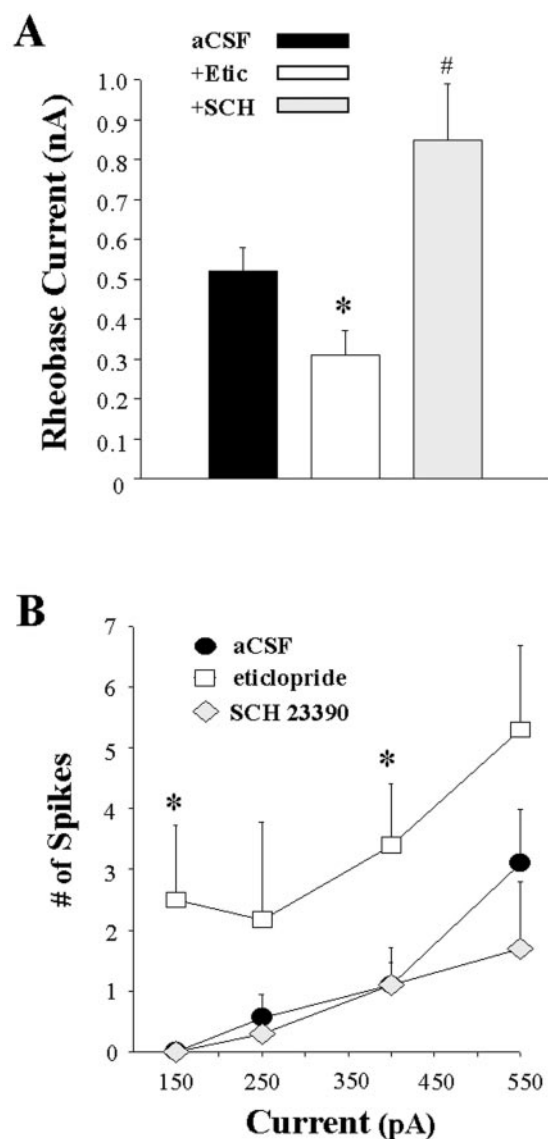 A
aCSF
+Etic
+SCH
#
*
1.0
0.9
0.8
0.7
0.6
0.5
0.4
0.3
0.2
0.1
0
Rheobase Current (nA)
B
aCSF
eticlopride
SCH 23390
*
*
7
6
5
4
3
2
1
0
# of Spikes
150 250 350 450 550
Current (pA)